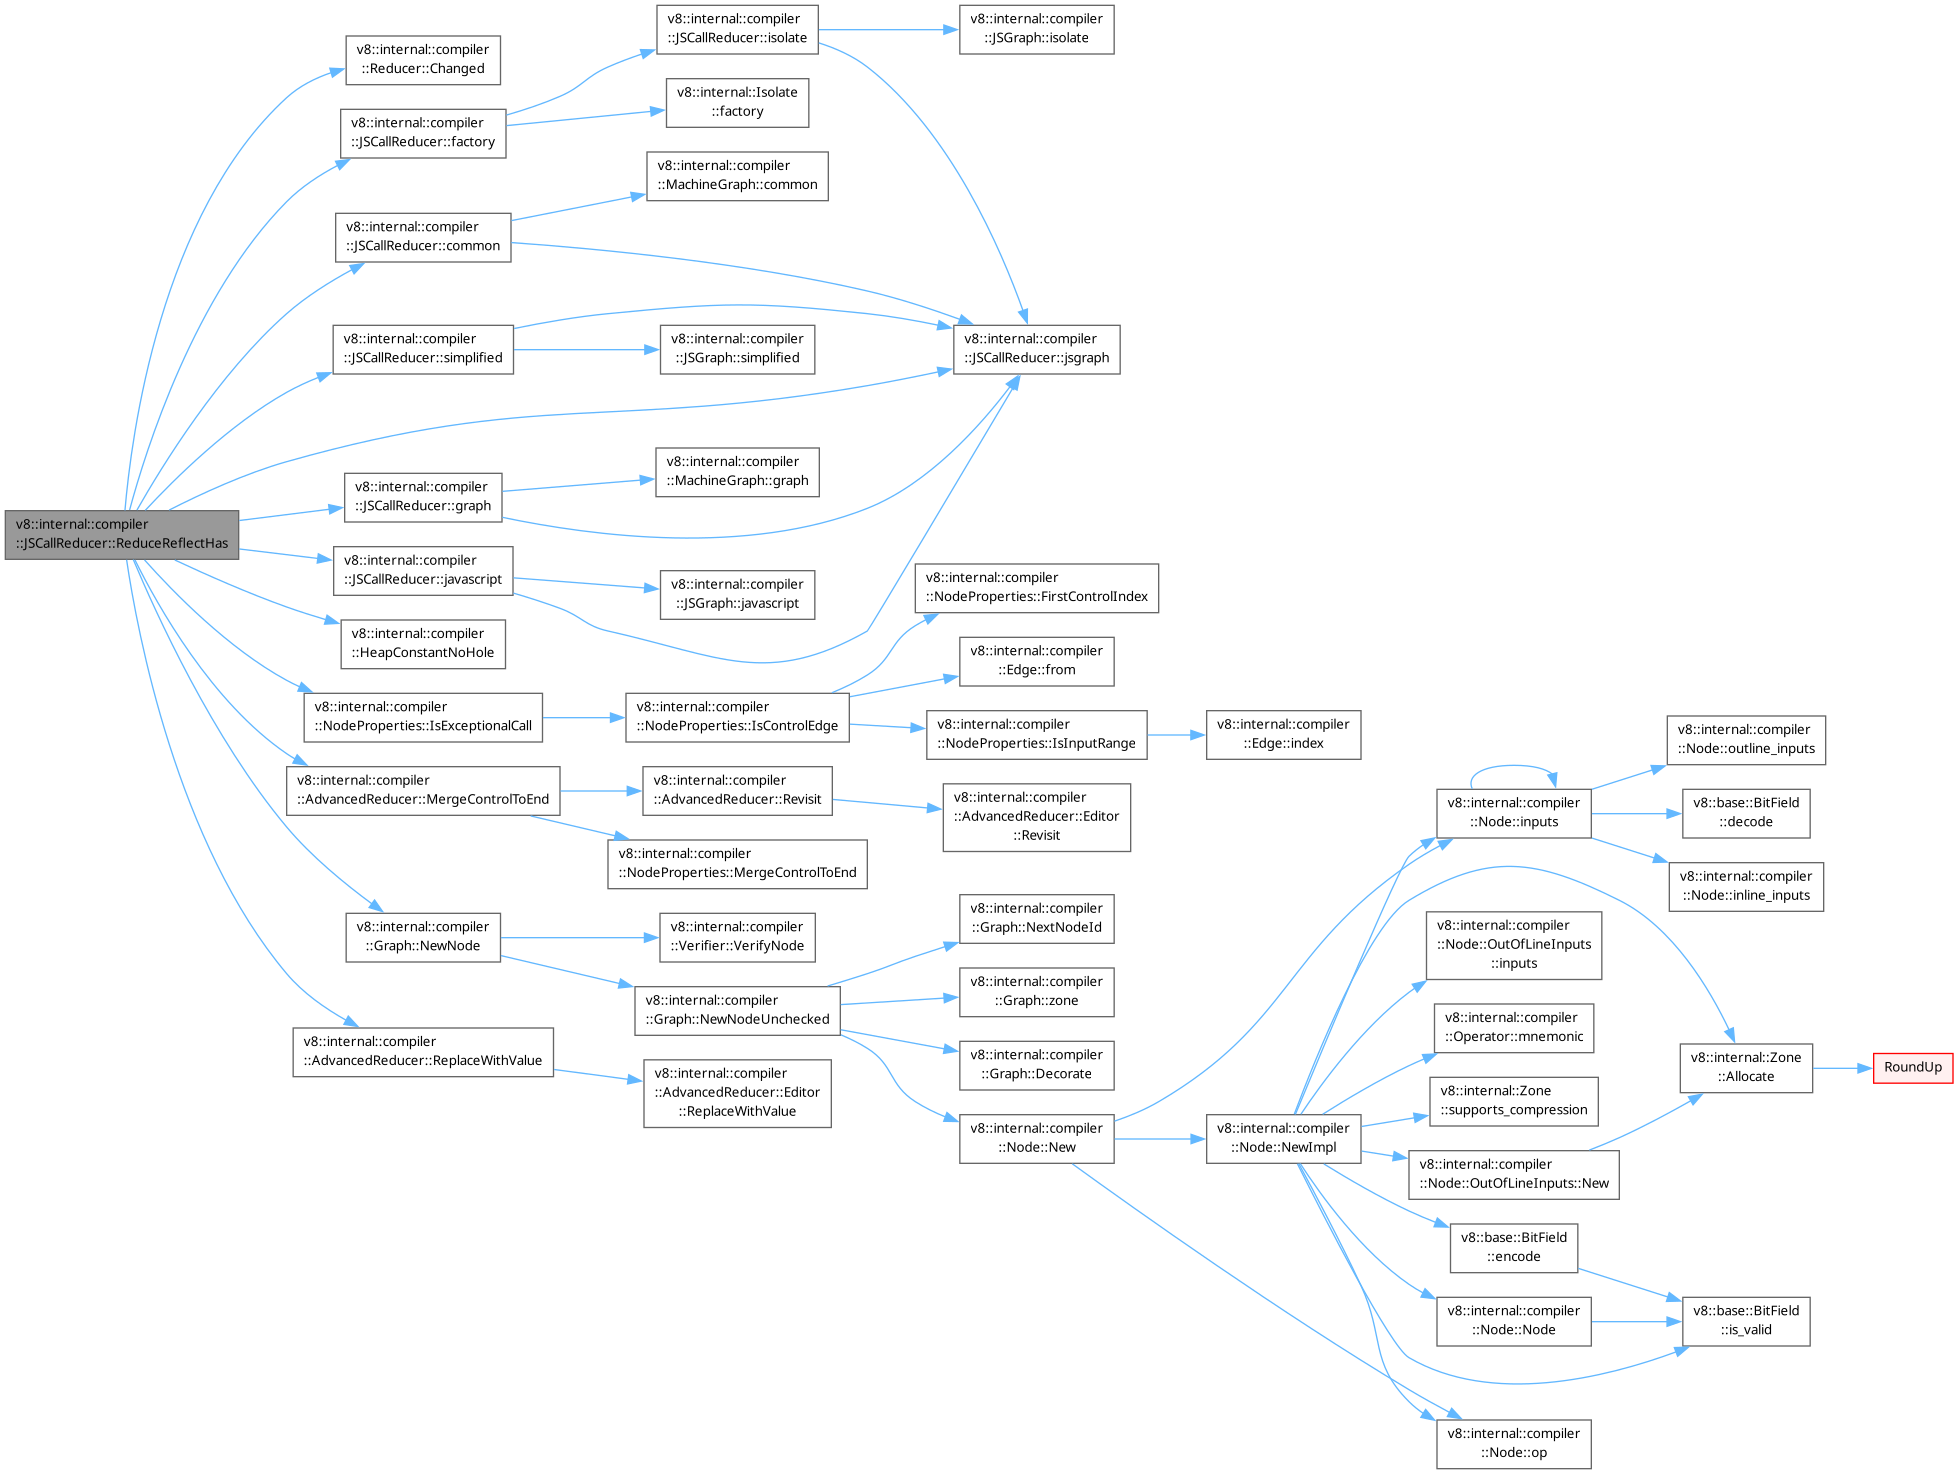 v8::internal::compiler
::JSCallReducer::ReduceReflectHas
v8::internal::compiler
::Reducer::Changed
v8::internal::compiler
::JSCallReducer::factory
v8::internal::compiler
::JSCallReducer::common
v8::internal::compiler
::JSCallReducer::simplified
v8::internal::compiler
::JSCallReducer::graph
v8::internal::compiler
::JSCallReducer::javascript
v8::internal::compiler
::HeapConstantNoHole
v8::internal::compiler
::NodeProperties::IsExceptionalCall
v8::internal::compiler
::AdvancedReducer::MergeControlToEnd
v8::internal::compiler
::Graph::NewNode
v8::internal::compiler
::AdvancedReducer::ReplaceWithValue
v8::internal::compiler
::JSCallReducer::isolate
v8::internal::Isolate
::factory
v8::internal::compiler
::MachineGraph::common
v8::internal::compiler
::JSGraph::simplified
v8::internal::compiler
::MachineGraph::graph
v8::internal::compiler
::JSGraph::javascript
v8::internal::compiler
::NodeProperties::IsControlEdge
v8::internal::compiler
::AdvancedReducer::Revisit
v8::internal::compiler
::NodeProperties::MergeControlToEnd
v8::internal::compiler
::Verifier::VerifyNode
v8::internal::compiler
::Graph::NewNodeUnchecked
v8::internal::compiler
::AdvancedReducer::Editor
::ReplaceWithValue
v8::internal::compiler
::JSGraph::isolate
v8::internal::compiler
::JSCallReducer::jsgraph
v8::internal::compiler
::NodeProperties::FirstControlIndex
v8::internal::compiler
::Edge::from
v8::internal::compiler
::NodeProperties::IsInputRange
v8::internal::compiler
::AdvancedReducer::Editor
::Revisit
v8::internal::compiler
::Graph::NextNodeId
v8::internal::compiler
::Graph::zone
v8::internal::compiler
::Graph::Decorate
v8::internal::compiler
::Node::New
v8::internal::compiler
::Edge::index
v8::internal::compiler
::Node::NewImpl
v8::internal::compiler
::Node::inputs
v8::internal::compiler
::Node::OutOfLineInputs
::inputs
v8::internal::compiler
::Operator::mnemonic
v8::internal::Zone
::supports_compression
v8::internal::compiler
::Node::OutOfLineInputs::New
v8::base::BitField
::encode
v8::internal::compiler
::Node::Node
v8::internal::compiler
::Node::op
v8::internal::compiler
::Node::outline_inputs
v8::base::BitField
::decode
v8::internal::compiler
::Node::inline_inputs
v8::internal::Zone
::Allocate
v8::base::BitField
::is_valid
RoundUp